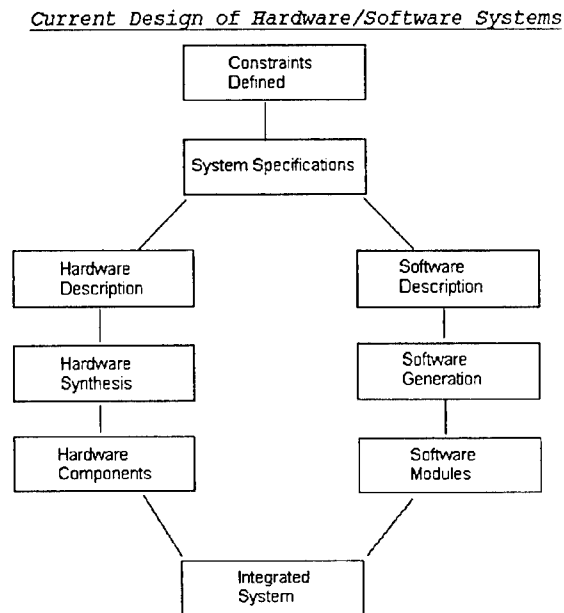 Current Design of Hardware/Software Systems
Constraints
Defined
System Specifications
Hardware
Description
Software
Description
Hardware
Synthesis
Software
Generation
Hardware
Components
Software
Modules
Integrated
System